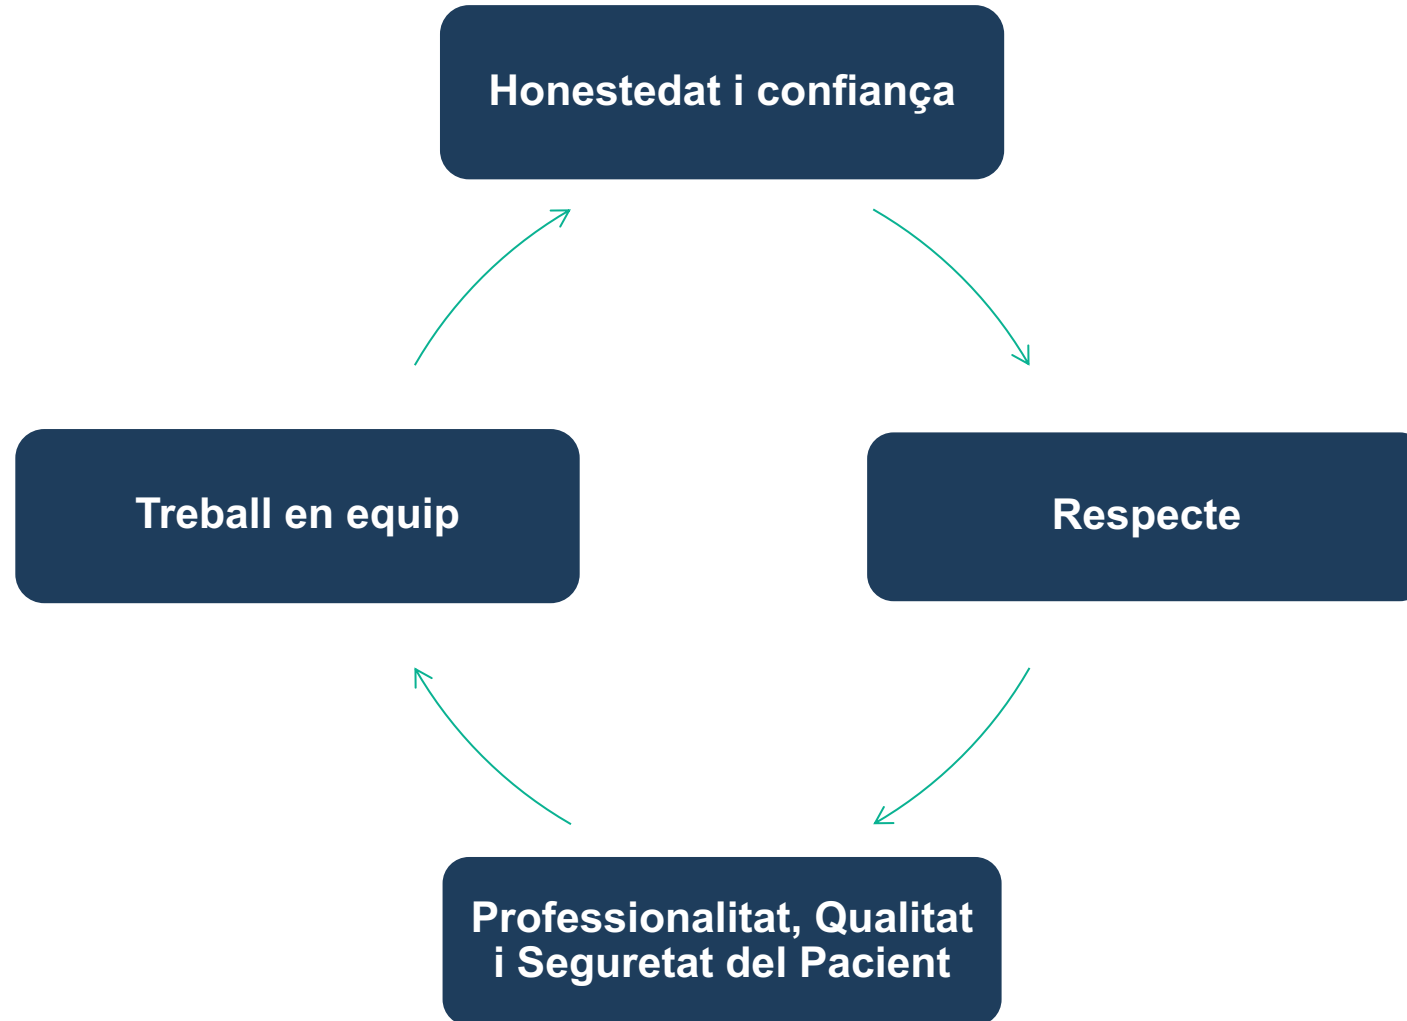 Honestedat i confiança
Treball en equip
Respecte
Professionalitat, Qualitat
i Seguretat del Pacient